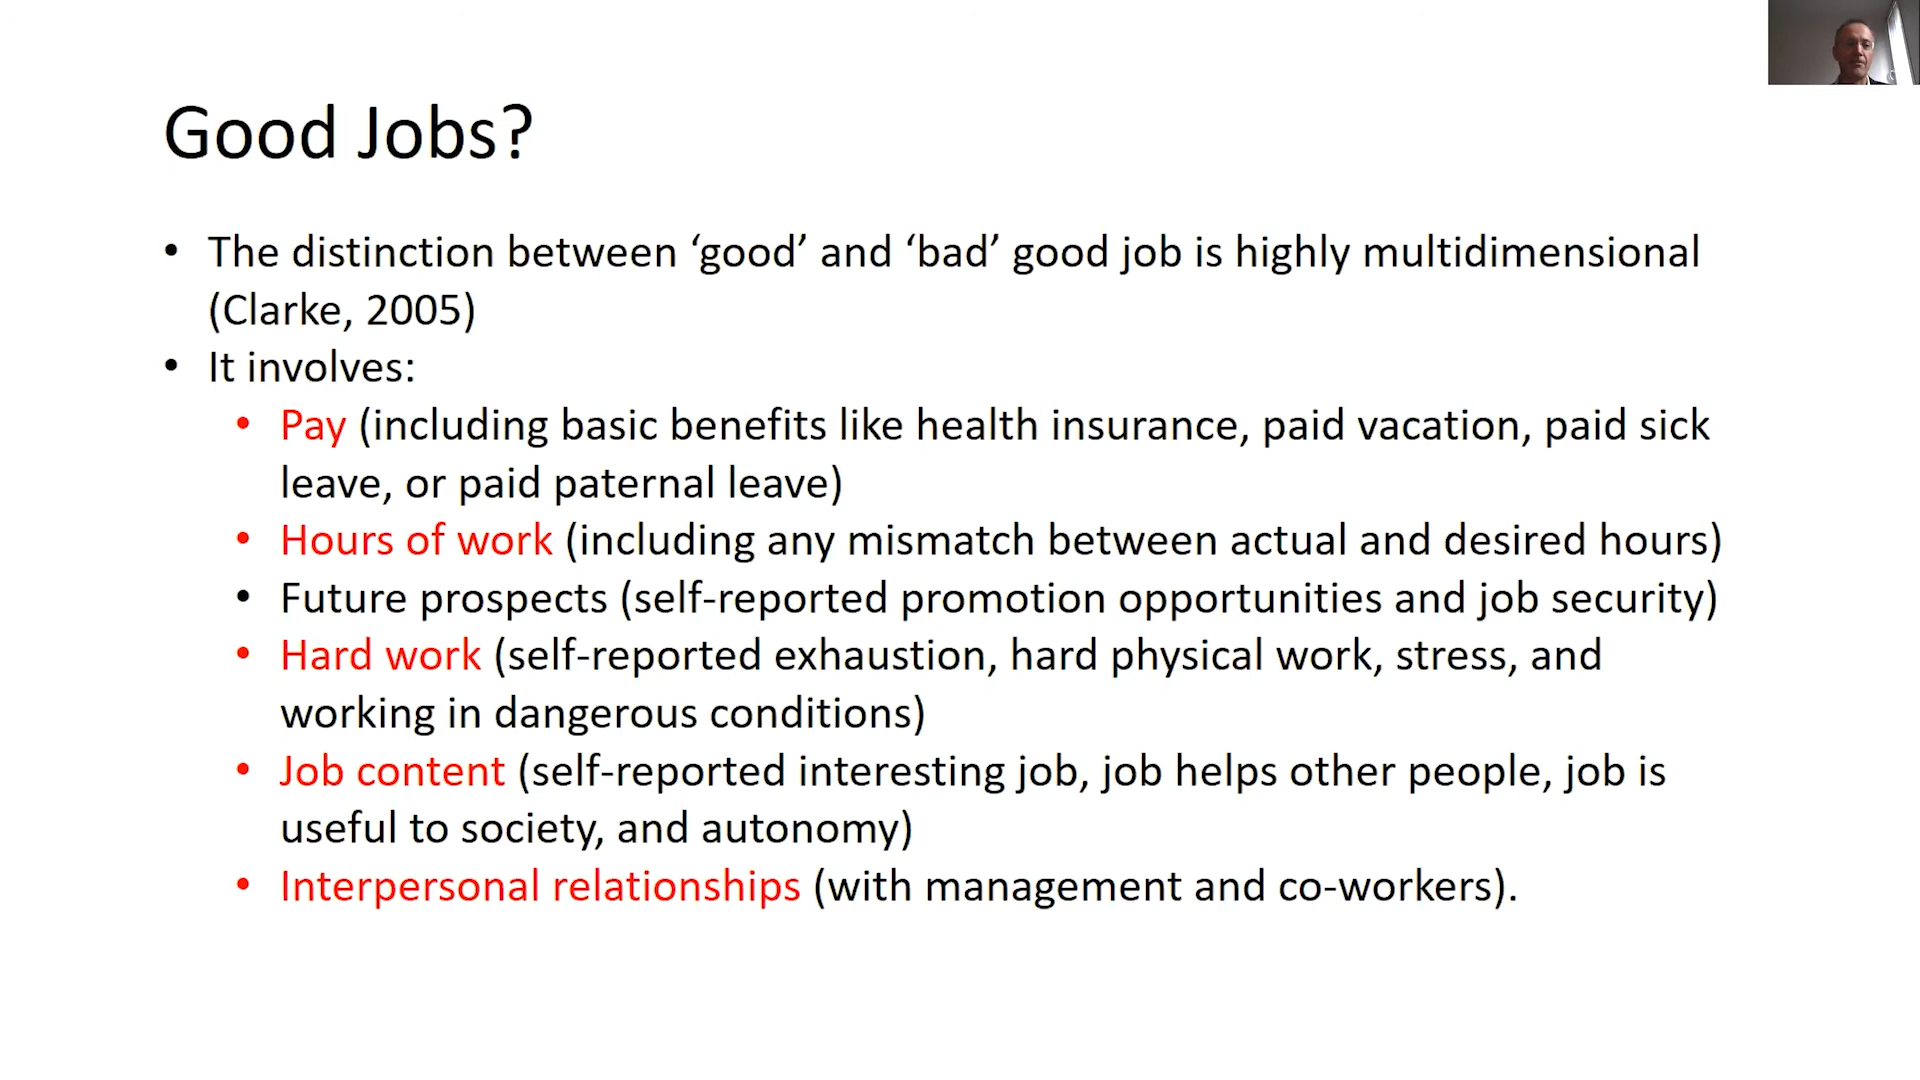 Good Jobs?
• The distinction between ‘good’ and ‘bad’ good job is highly multidimensional
(Clarke, 2005)
• It involves:
• Pay (including basic benefits like health insurance, paid vacation, paid sick
leave, or paid paternal leave)
• Hours of work (including any mismatch between actual and desired hours)
• Future prospects (self-reported promotion opportunities and job security)
• Hard work (self-reported exhaustion, hard physical work, stress, and
working in dangerous conditions)
• Job content (self-reported interesting job, job helps other people, job is
useful to society, and autonomy)
• Interpersonal relationships (with management and co-workers).